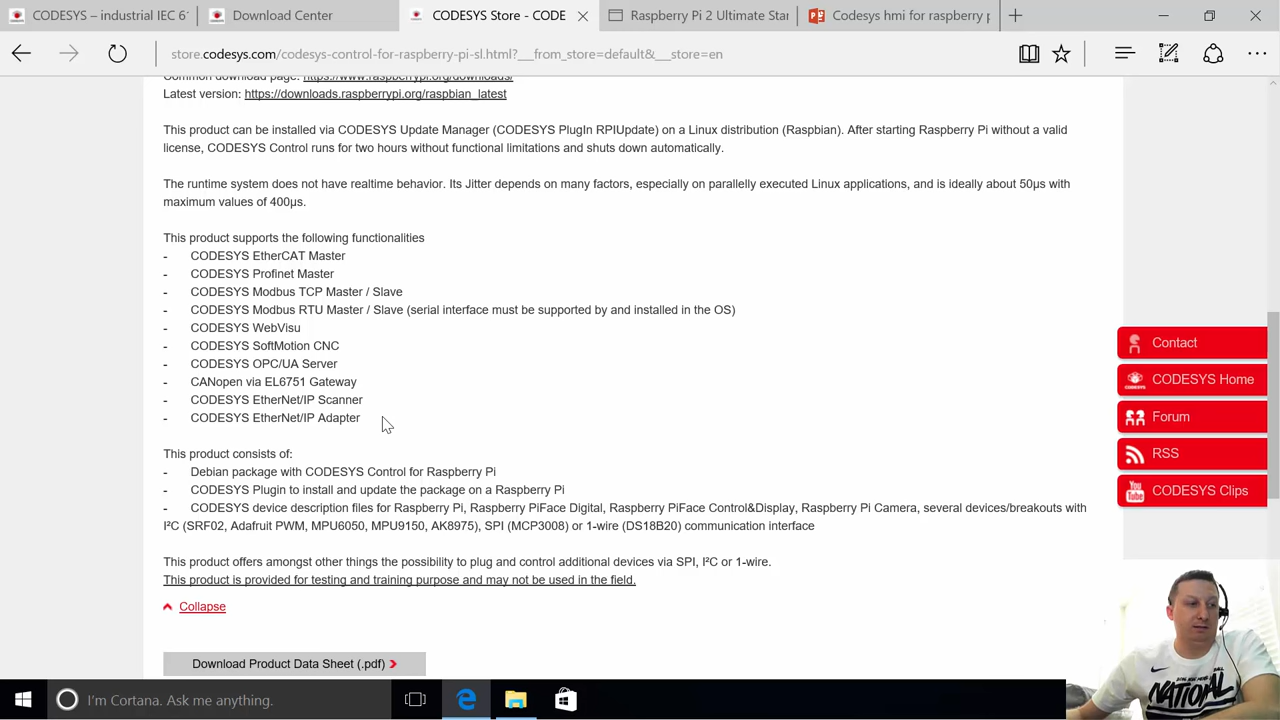 CODESYS – industrial IEC 6
Download Center
CODESYS Store - CODE
Raspberry Pi 2 Ultimate Star
Codesys hmi for raspberry p
store.codesys.com/codesys-control-for-raspberry-pi-sl.html?___from_store=default&___store=en
Common download page: https://www.raspberrypi.org/downloads/
Latest version: https://downloads.raspberrypi.org/raspbian_latest
This product can be installed via CODESYS Update Manager (CODESYS PlugIn RPIUpdate) on a Linux distribution (Raspbian). After starting Raspberry Pi without a valid
license, CODESYS Control runs for two hours without functional limitations and shuts down automatically.
The runtime system does not have realtime behavior. Its Jitter depends on many factors, especially on parallelly executed Linux applications, and is ideally about 50µs with
maximum values of 400µs.
This product supports the following functionalities
- CODESYS EtherCAT Master
- CODESYS Profinet Master
- CODESYS Modbus TCP Master / Slave
- CODESYS Modbus RTU Master / Slave (serial interface must be supported by and installed in the OS)
- CODESYS WebVisu
- CODESYS SoftMotion CNC
- CODESYS OPC/UA Server
- CANopen via EL6751 Gateway
- CODESYS EtherNet/IP Scanner
- CODESYS EtherNet/IP Adapter
This product consists of:
- Debian package with CODESYS Control for Raspberry Pi
- CODESYS Plugin to install and update the package on a Raspberry Pi
- CODESYS device description files for Raspberry Pi, Raspberry PiFace Digital, Raspberry PiFace Control&Display, Raspberry Pi Camera, several devices/breakouts with
I²C (SRF02, Adafruit PWM, MPU6050, MPU9150, AK8975), SPI (MCP3008) or 1-wire (DS18B20) communication interface
This product offers amongst other things the possibility to plug and control additional devices via SPI, I²C or 1-wire.
This product is provided for testing and training purpose and may not be used in the field.
Collapse
Download Product Data Sheet (.pdf)
Contact
CODESYS Home
Forum
RSS
You Tube CODESYS Clips
NATIONAL
I'm Cortana. Ask me anything.